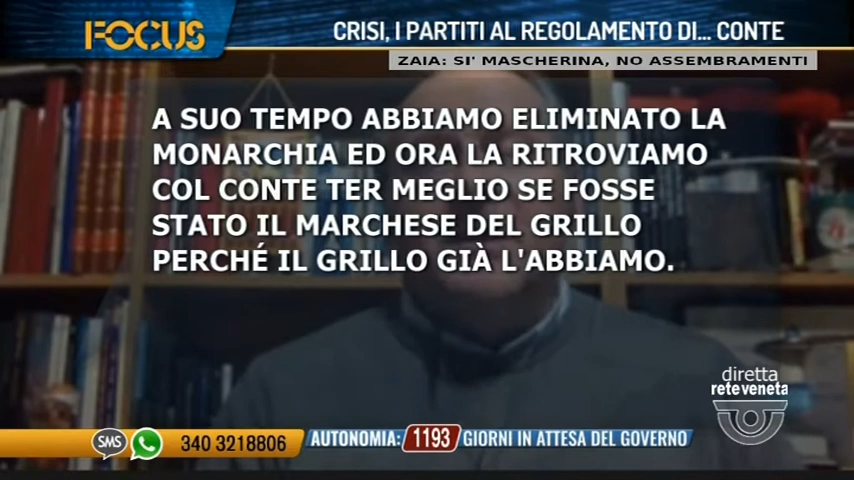 FOCUS
CRISI, I PARTITI AL REGOLAMENTO DI... CONTE
ZAIA: SI' MASCHERINA, NO ASSEMBRAMENTI
A SUO TEMPO ABBIAMO ELIMINATO LA
MONARCHIA ED ORA LA RITROVIAMO
COL CONTE TER MEGLIO SE FOSSE
STATO IL MARCHESE DEL GRILLO
PERCHÉ IL GRILLO GIÀ L'ABBIAMO.
diretta
reteveneta
SMS 340 3218806 AUTONOMIA: 1193 GIORNI IN ATTESA DEL GOVERNO